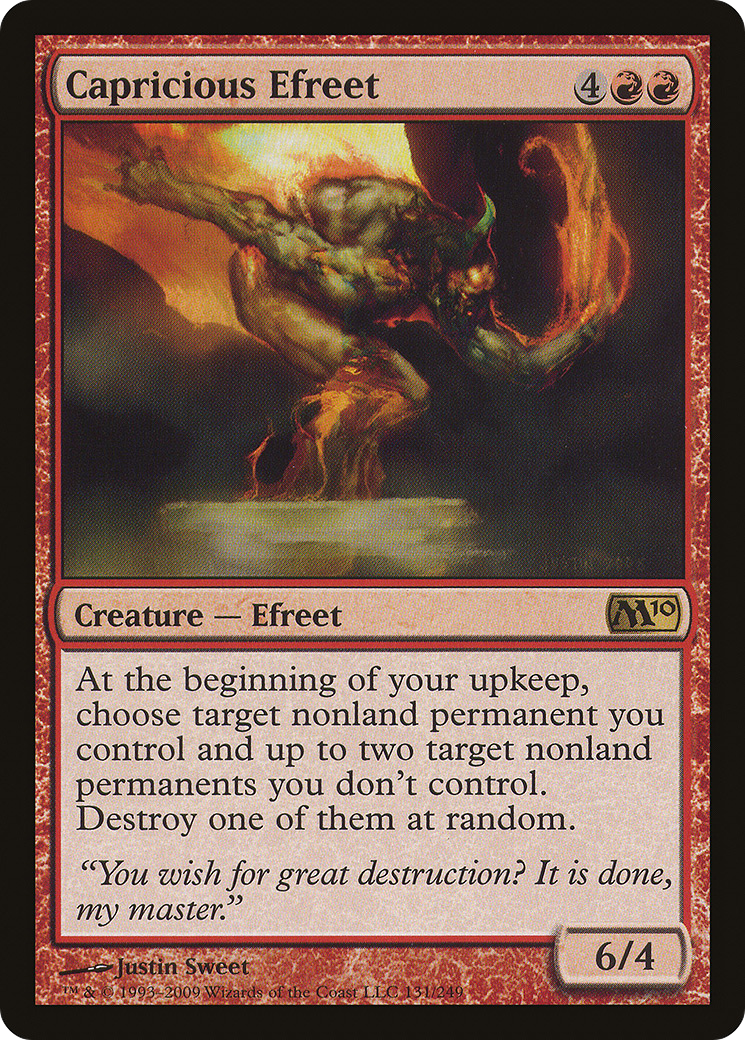 Capricious Efreet 4
Creature — Efreet M10
At the beginning of your upkeep,
choose target nonland permanent you
control and up to two target nonland
permanents you don't control.
Destroy one of them at random.
“You wish for great destruction? It is done,
my master.”
6/4
Justin Sweet
™ & © 1993–2009 Wizards of the Coast LLC 131/249